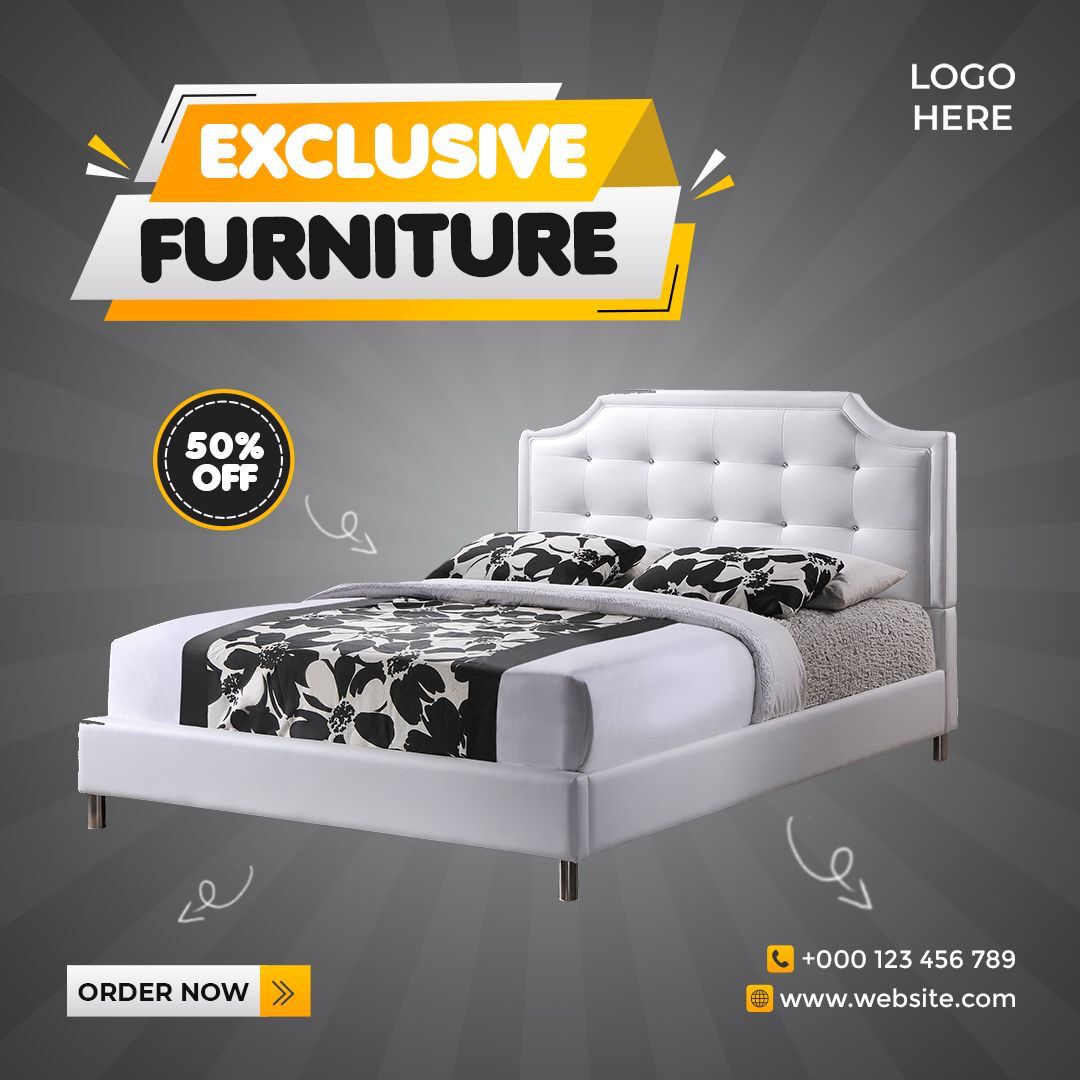 LOGO
HERE
EXCLUSIVE
FURNITURE
50%
OFF
ORDER NOW
+000 123 456 789
www.website.com